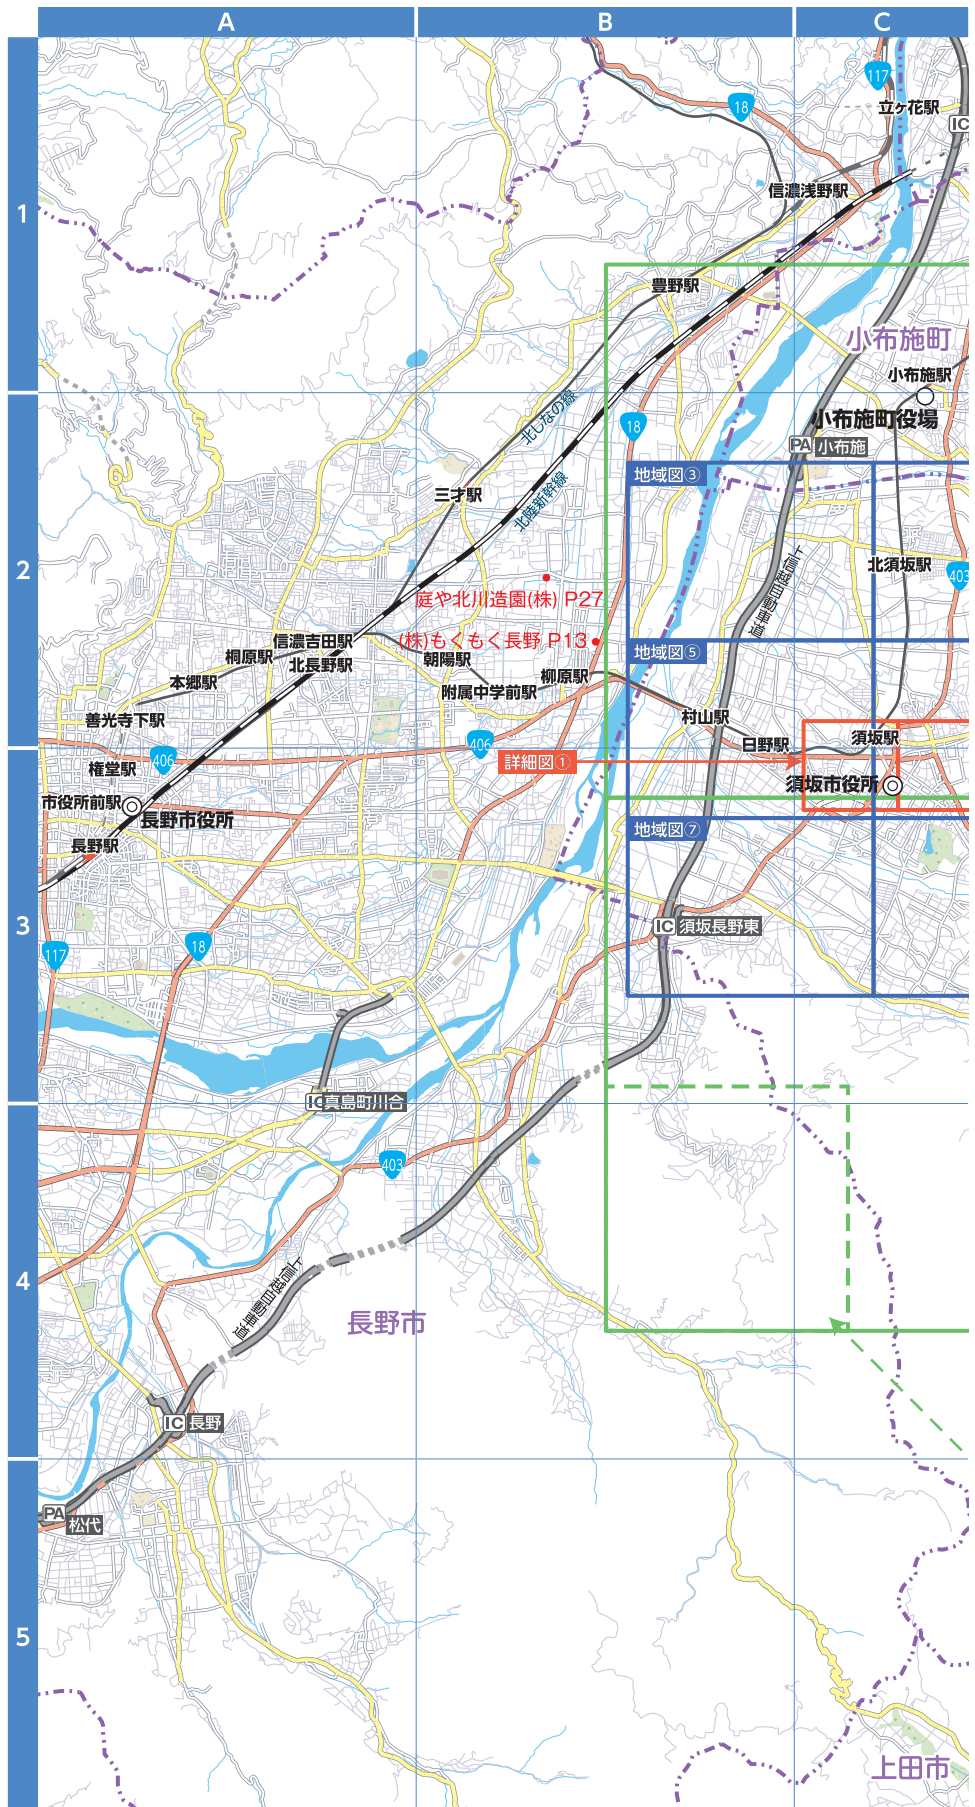 A
B
C
117
18
立ヶ花駅
IC
1
信濃浅野駅
豊野駅
小布施町
小布施駅
小布施町役場
北しなの線
18
PA 小布施
6
地域図③
三才駅
北陸新幹線
2
上信越自動車道
北須坂駅
403
庭や北川造園(株) P27
信濃吉田駅
(株)もくもく長野 P13
地域図⑤
桐原駅
北長野駅
朝陽駅
本郷駅
附属中学前駅
柳原駅
善光寺下駅
村山駅
406
日野駅
須坂駅
権堂駅
406
詳細図①
須坂市役所
市役所前駅
長野市役所
地域図⑦
長野駅
3
117
18
IC 須坂長野東
IC 真島町川合
403
4
上信越自動車道
長野市
IC 長野
PA
松代
5
上田市